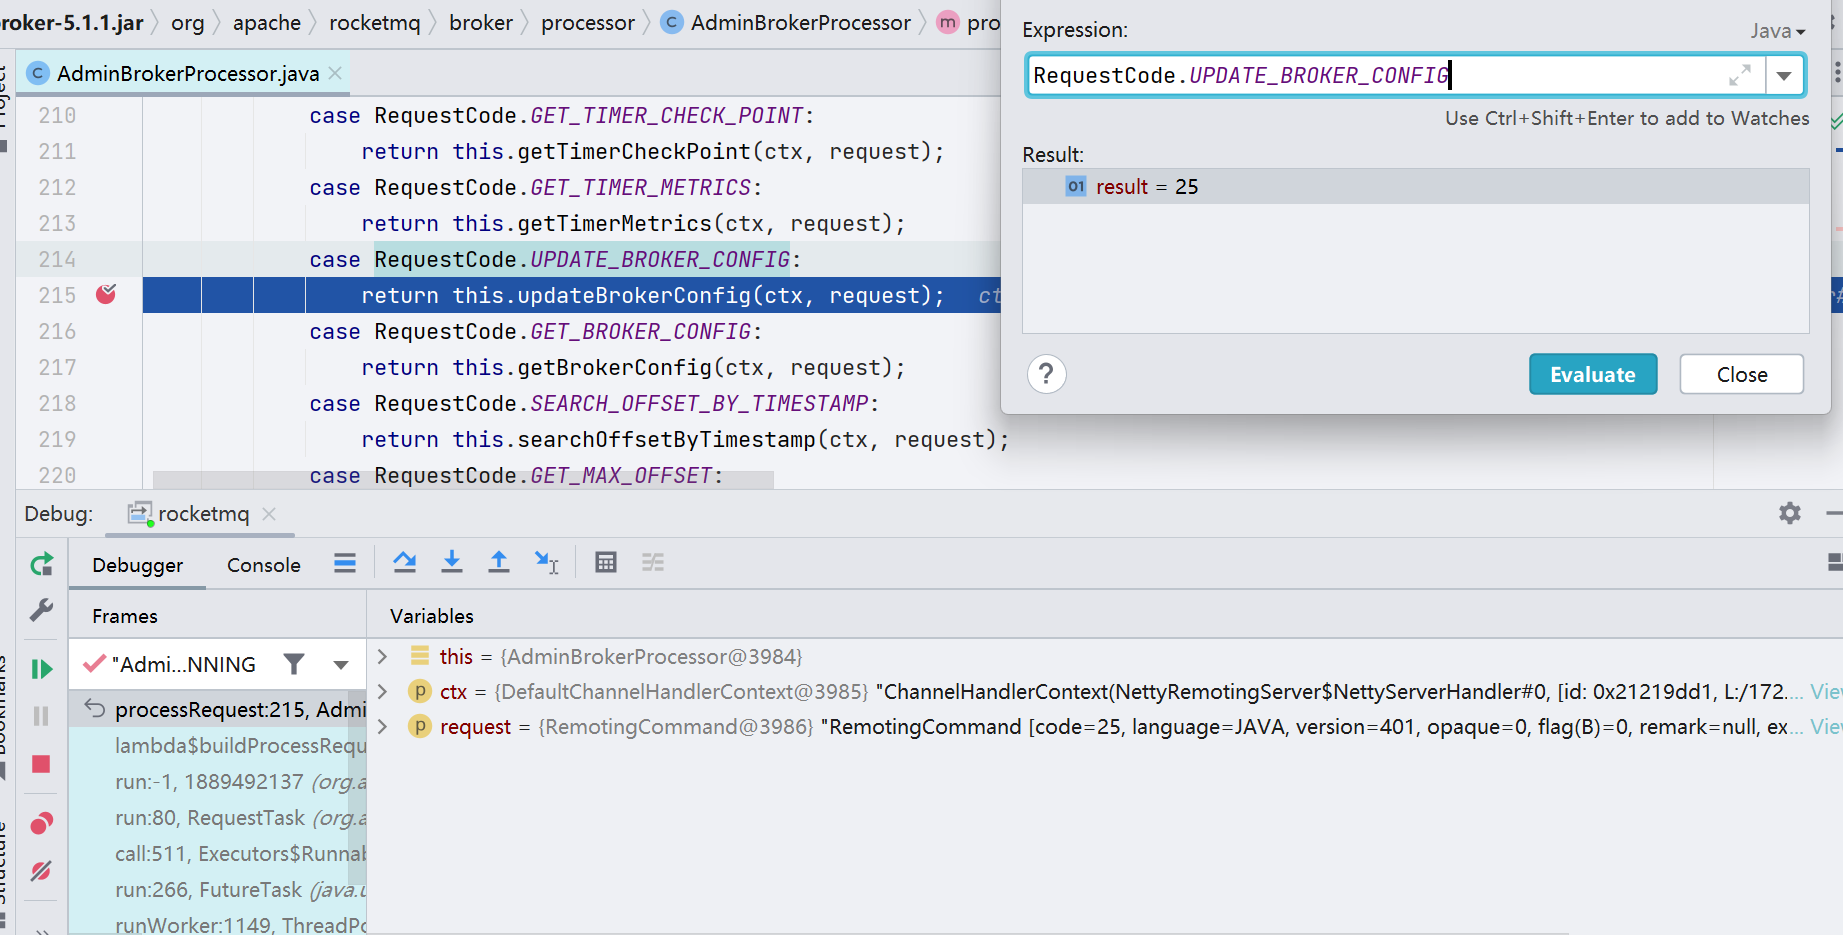 roker-5.1.1.jar org apache rocketmq broker processor AdminBrokerProcessor pro
AdminBrokerProcessor.java
210 case RequestCode.GET_TIMER_CHECK_POINT:
211 return this.getTimerCheckPoint(ctx, request);
212 case RequestCode.GET_TIMER_METRICS:
213 return this.getTimerMetrics(ctx, request);
214 case RequestCode.UPDATE_BROKER_CONFIG:
215 return this.updateBrokerConfig(ctx, request); ct
216 case RequestCode.GET_BROKER_CONFIG:
217 return this.getBrokerConfig(ctx, request);
218 case RequestCode.SEARCH_OFFSET_BY_TIMESTAMP:
219 return this.searchOffsetByTimestamp(ctx, request);
220 case RequestCode.GET_MAX_OFFSET:
Expression:
Java
RequestCode.UPDATE_BROKER_CONFIG
Use Ctrl+Shift+Enter to add to Watches
Result:
01 result = 25
?
Evaluate
Close
Project
Bookmarks
Structure
Debug: rocketmq
Debugger Console
Frames
Variables
"Admi...NNING
processRequest:215, Admi
lambda$buildProcessRequ
run:-1, 1889492137 (org.a
run:80, RequestTask (org.a
call:511, Executors$Runnab
run:266, FutureTask (java.u
runWorker:1149, ThreadPo
this = {AdminBrokerProcessor@3984}
ctx = {DefaultChannelHandlerContext@3985} "ChannelHandlerContext(NettyRemotingServer$NettyServerHandler#0, [id: 0x21219dd1, L:/172.... View
request = {RemotingCommand@3986} "RemotingCommand [code=25, language=JAVA, version=401, opaque=0, flag(B)=0, remark=null, ex... View